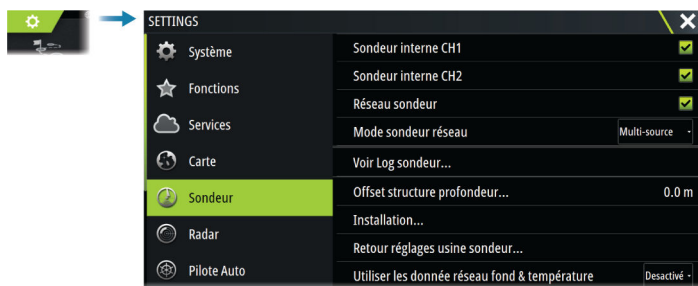 SETTINGS
Système
Fonctions
Services
Carte
Sondeur
Radar
Pilote Auto
Sondeur interne CH1
Sondeur interne CH2
Réseau sondeur
Mode sondeur réseau Multi-source
Voir Log sondeur...
Offset structure profondeur... 0.0 m
Installation...
Retour réglages usine sondeur...
Utiliser les donnée réseau fond & température Desactivé